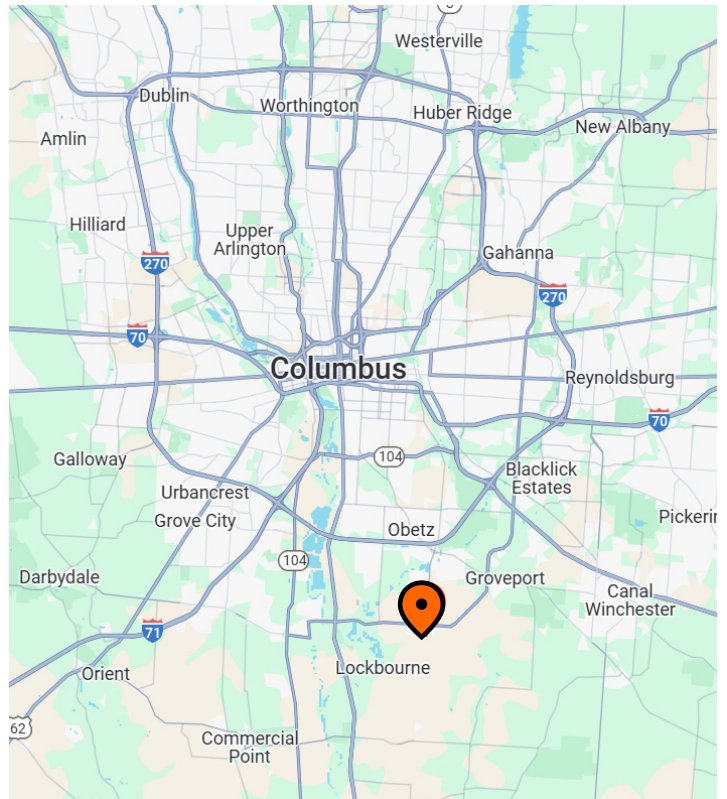 Westerville
Dublin
Worthington
Huber Ridge
New Albany
Amlin
Hilliard
Upper
Arlington
Gahanna
270
270
70
Columbus
Reynoldsburg
70
Galloway
104
Blacklick
Estates
Urbancrest
Grove City
Obetz
Pickerin
104
Darbydale
Groveport
Canal
Winchester
71
Lockbourne
Orient
62
Commercial
Point